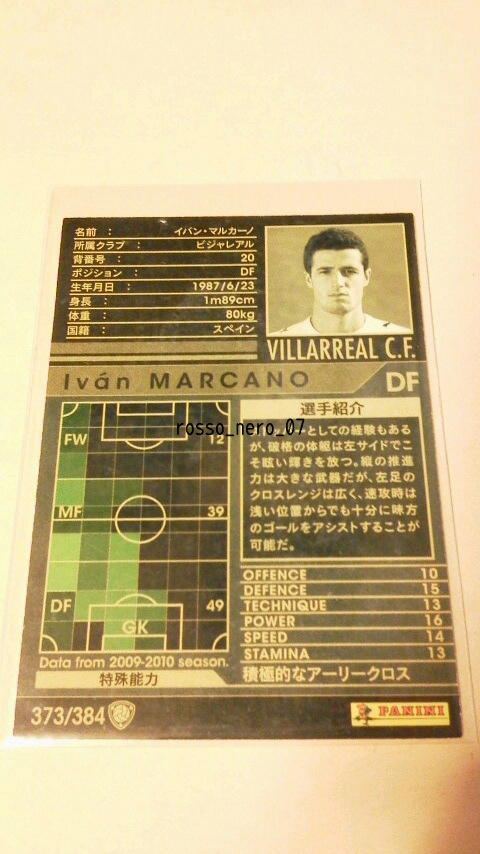 名前 : イバン・マルカーノ
所属クラブ : ビジャレアル
背番号 : 20
ポジション : DF
生年月日 : 1987/6/23
身長 : 1m89cm
体重 : 80kg
国籍 : スペイン
VILLARREAL C.F.
Iván MARCANO DF
FW 12
MF 39
DF 49
GK
Data from 2009-2010 season.
選手紹介
rosso_nero_07
としての経験もある
が、破格の体躯は左サイドでこ
そ眩い輝きを放つ。縦の推進
力は大きな武器だが、左足の
クロスレンジは広く、速攻時は
浅い位置からでも十分に味方
のゴールをアシストすることが
可能だ。
OFFENCE 10
DEFENCE 15
TECHNIQUE 13
POWER 16
SPEED 14
STAMINA 13
特殊能力 積極的なアーリークロス
373/384 PANINI